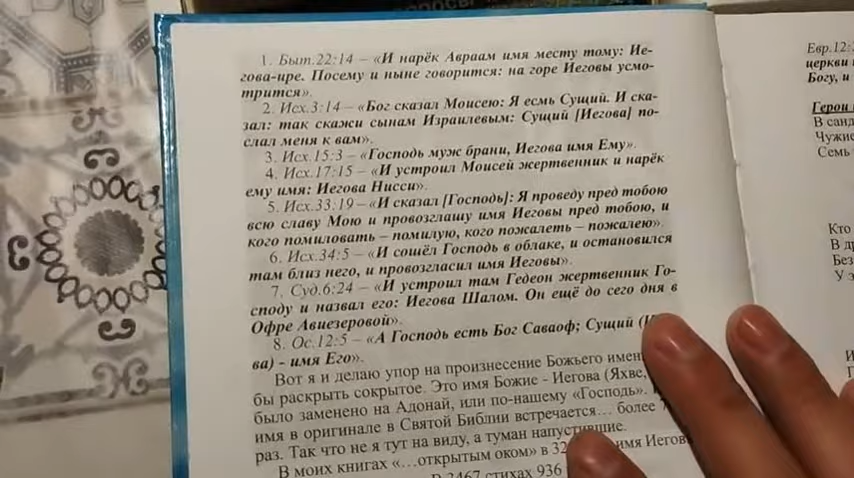 1. Быт.22:14 – «И нарёк Авраам имя месту тому: Ие-
гова-ире. Посему и ныне говорится: на горе Иеговы усмо-
трится».
2. Исх.3:14 – «Бог сказал Моисею: Я есмь Сущий. И ска-
зал: так скажи сынам Израилевым: Сущий [Иегова] по-
слал меня к вам».
3. Исх.15:3 – «Господь муж брани, Иегова имя Ему».
4. Исх.17:15 – «И устроил Моисей жертвенник и нарёк
ему имя: Иегова Нисси».
5. Исх.33:19 – «И сказал [Господь]: Я проведу пред тобою
всю славу Мою и провозглашу имя Иеговы пред тобою, и
кого помиловать – помилую, кого пожалеть – пожалею».
6. Исх.34:5 – «И сошёл Господь в облаке, и остановился
там близ него, и провозгласил имя Иеговы».
7. Суд.6:24 – «И устроил там Гедеон жертвенник Го-
споду и назвал его: Иегова Шалом. Он ещё до сего дня в
Офре Авиезеровой».
8. Ос.12:5 – «А Господь есть Бог Саваоф; Сущий
ва) - имя Его».
Вот я и делаю упор на произнесение Божьего имен
бы раскрыть сокрытое. Это имя Божие - Иегова (Яхве,
было заменено на Адонай, или по-нашему «Господь».
имя в оригинале в Святой Библии встречается… более
раз. Так что не я тут на виду, а туман напустившие.
В моих книгах «…открытым оком» в 32 имя Иегов
В 2467 стихах 936
Евр.12:
церкви
Богу, и
Герои
В санд
Чужие
Семь
Кто
В др
Без
У э